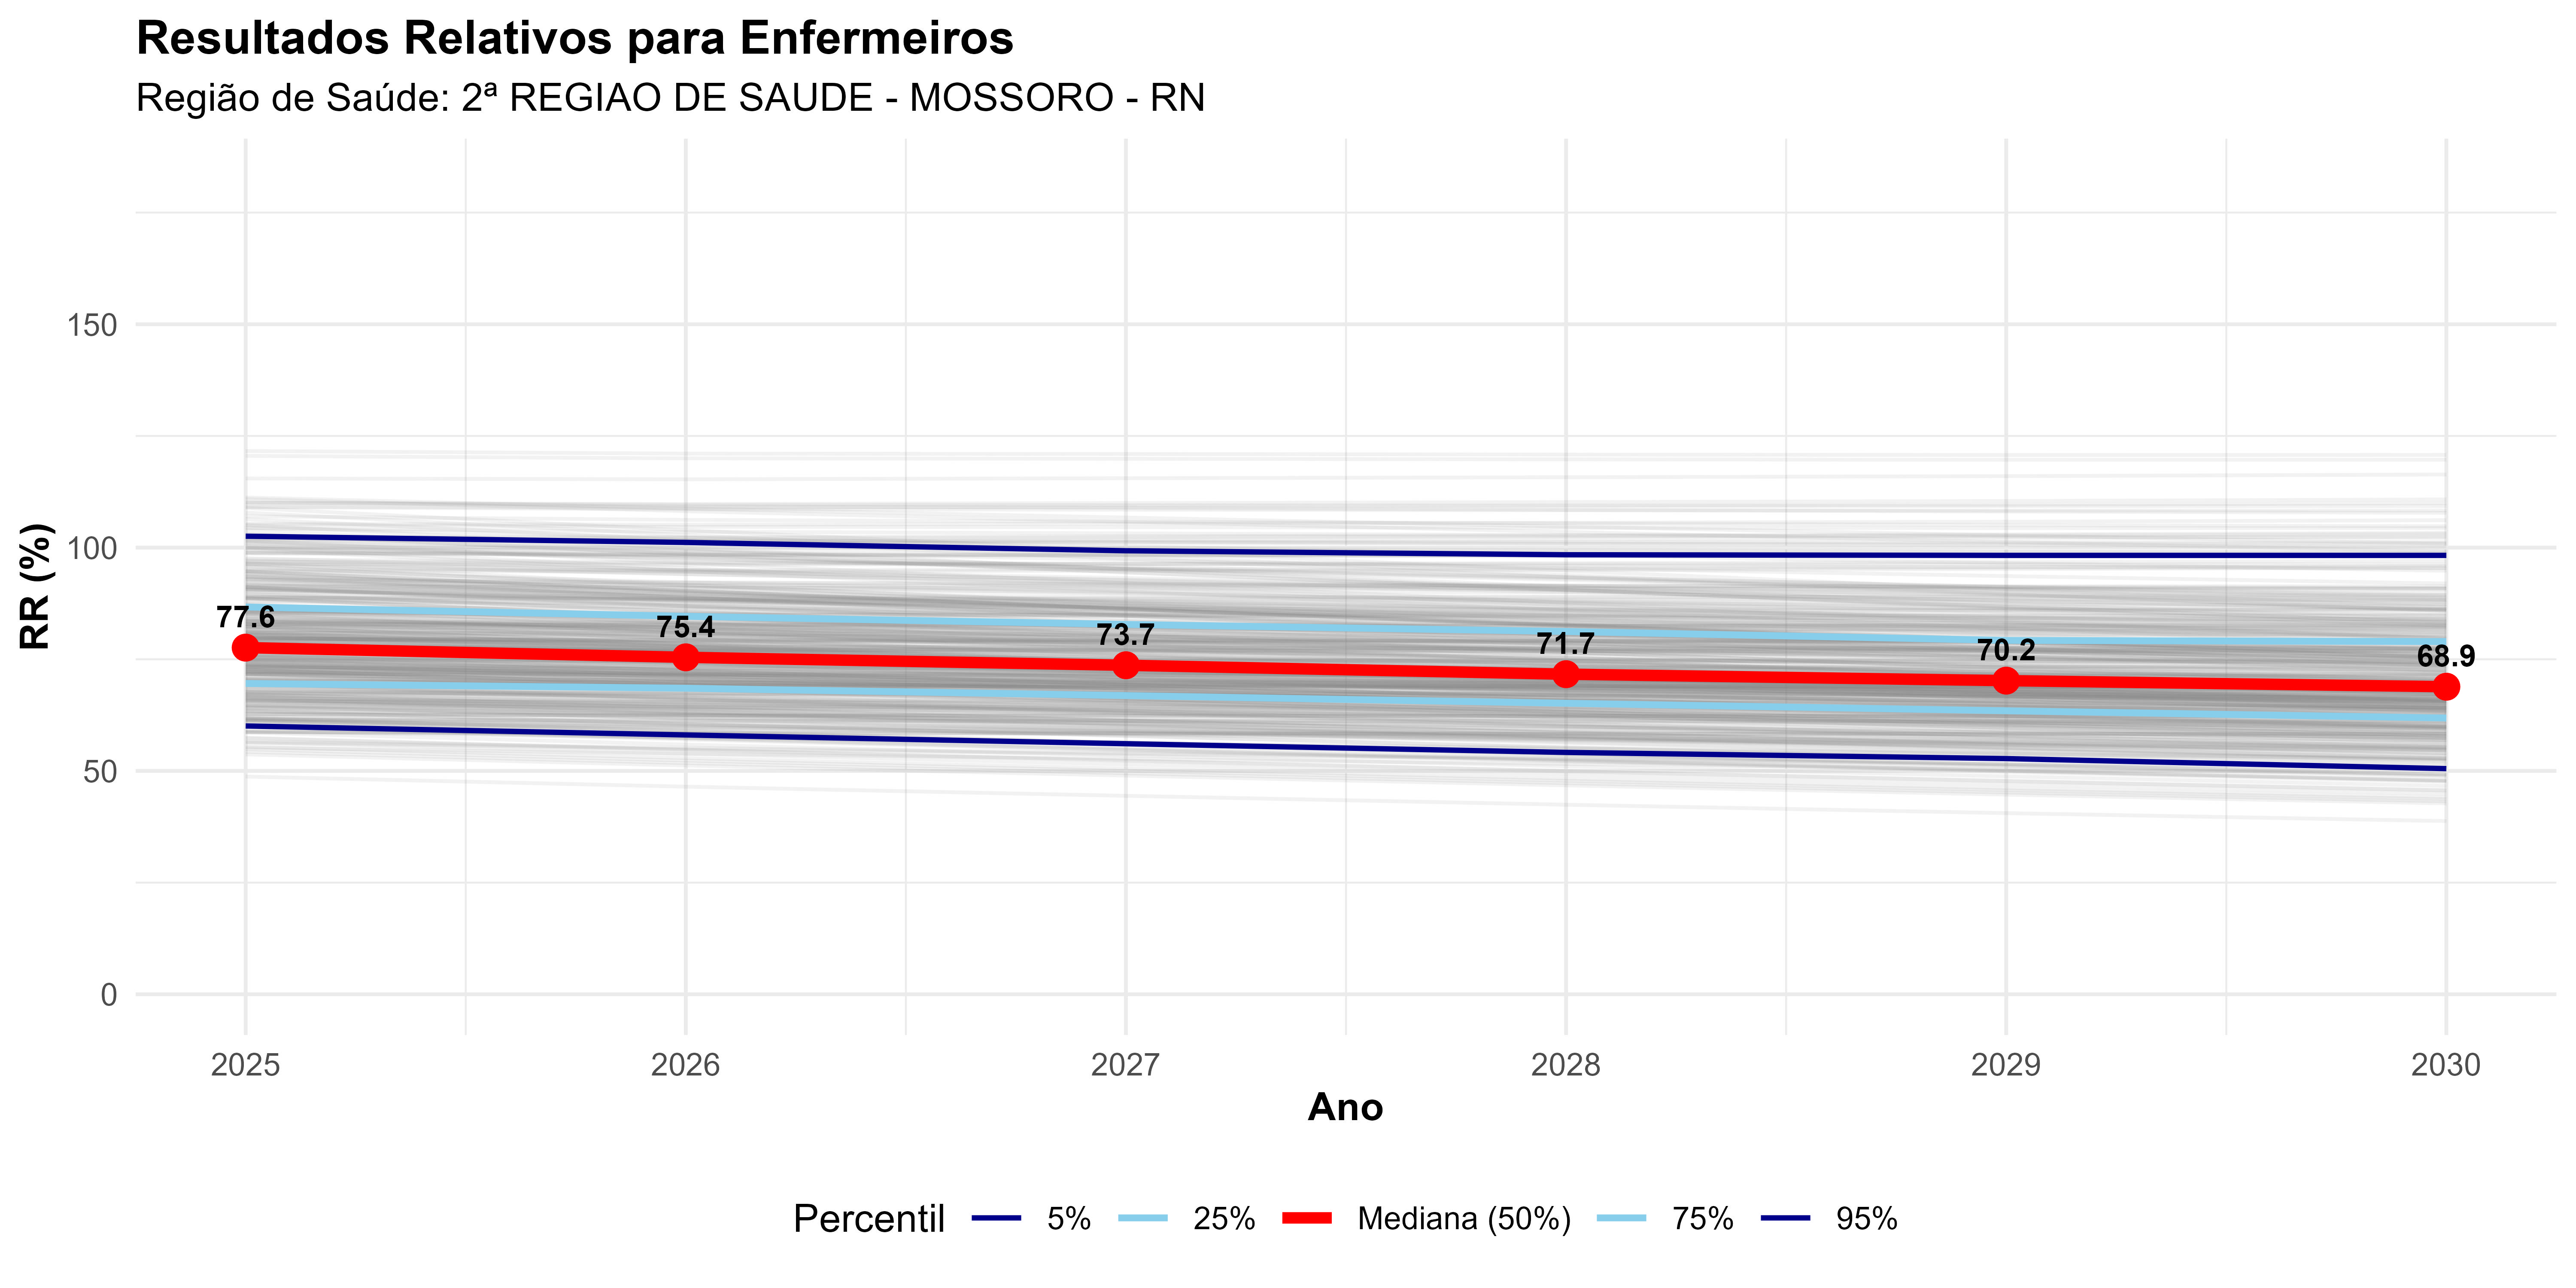 Resultados Relativos para Enfermeiros
Região de Saúde: 2ª REGIAO DE SAUDE - MOSSORO - RN
RR (%)
150
100
50
0
77.6
75.4
73.7
71.7
70.2
68.9
2025 2026 2027 2028 2029 2030
Ano
Percentil 5% 25% Mediana (50%) 75% 95%